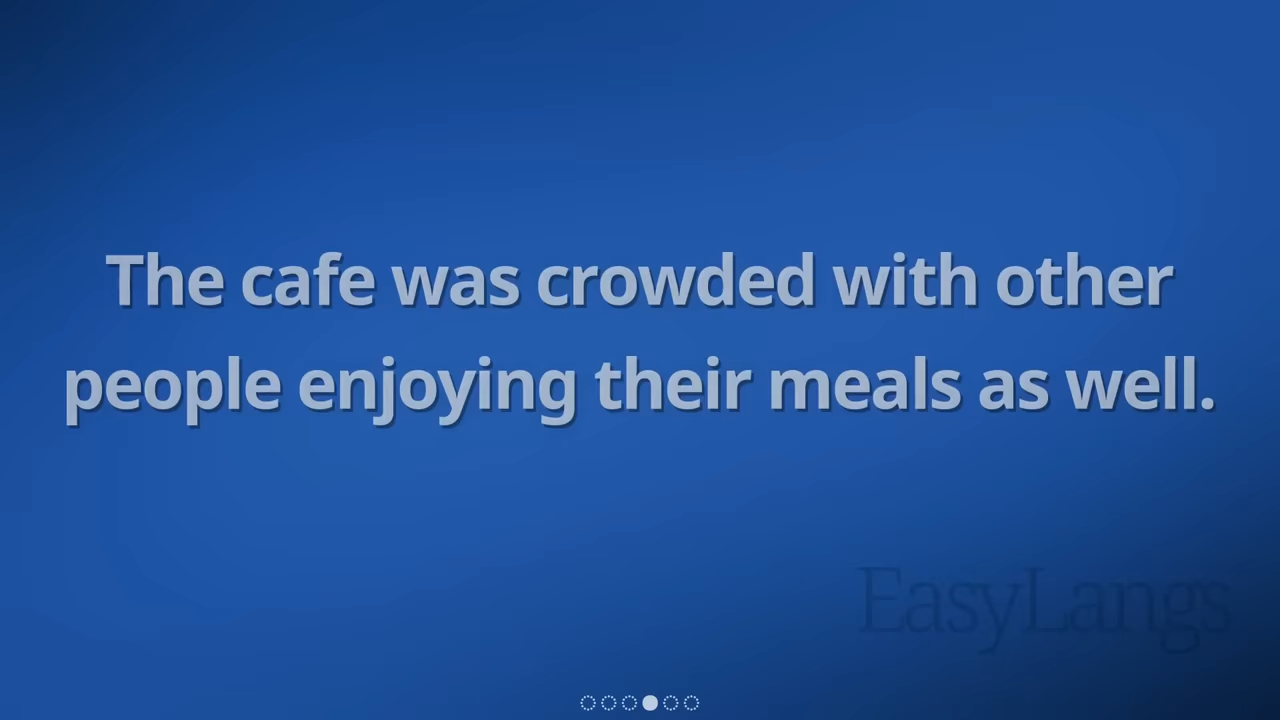 The cafe was crowded with other
people enjoying their meals as well.
EasyLangs